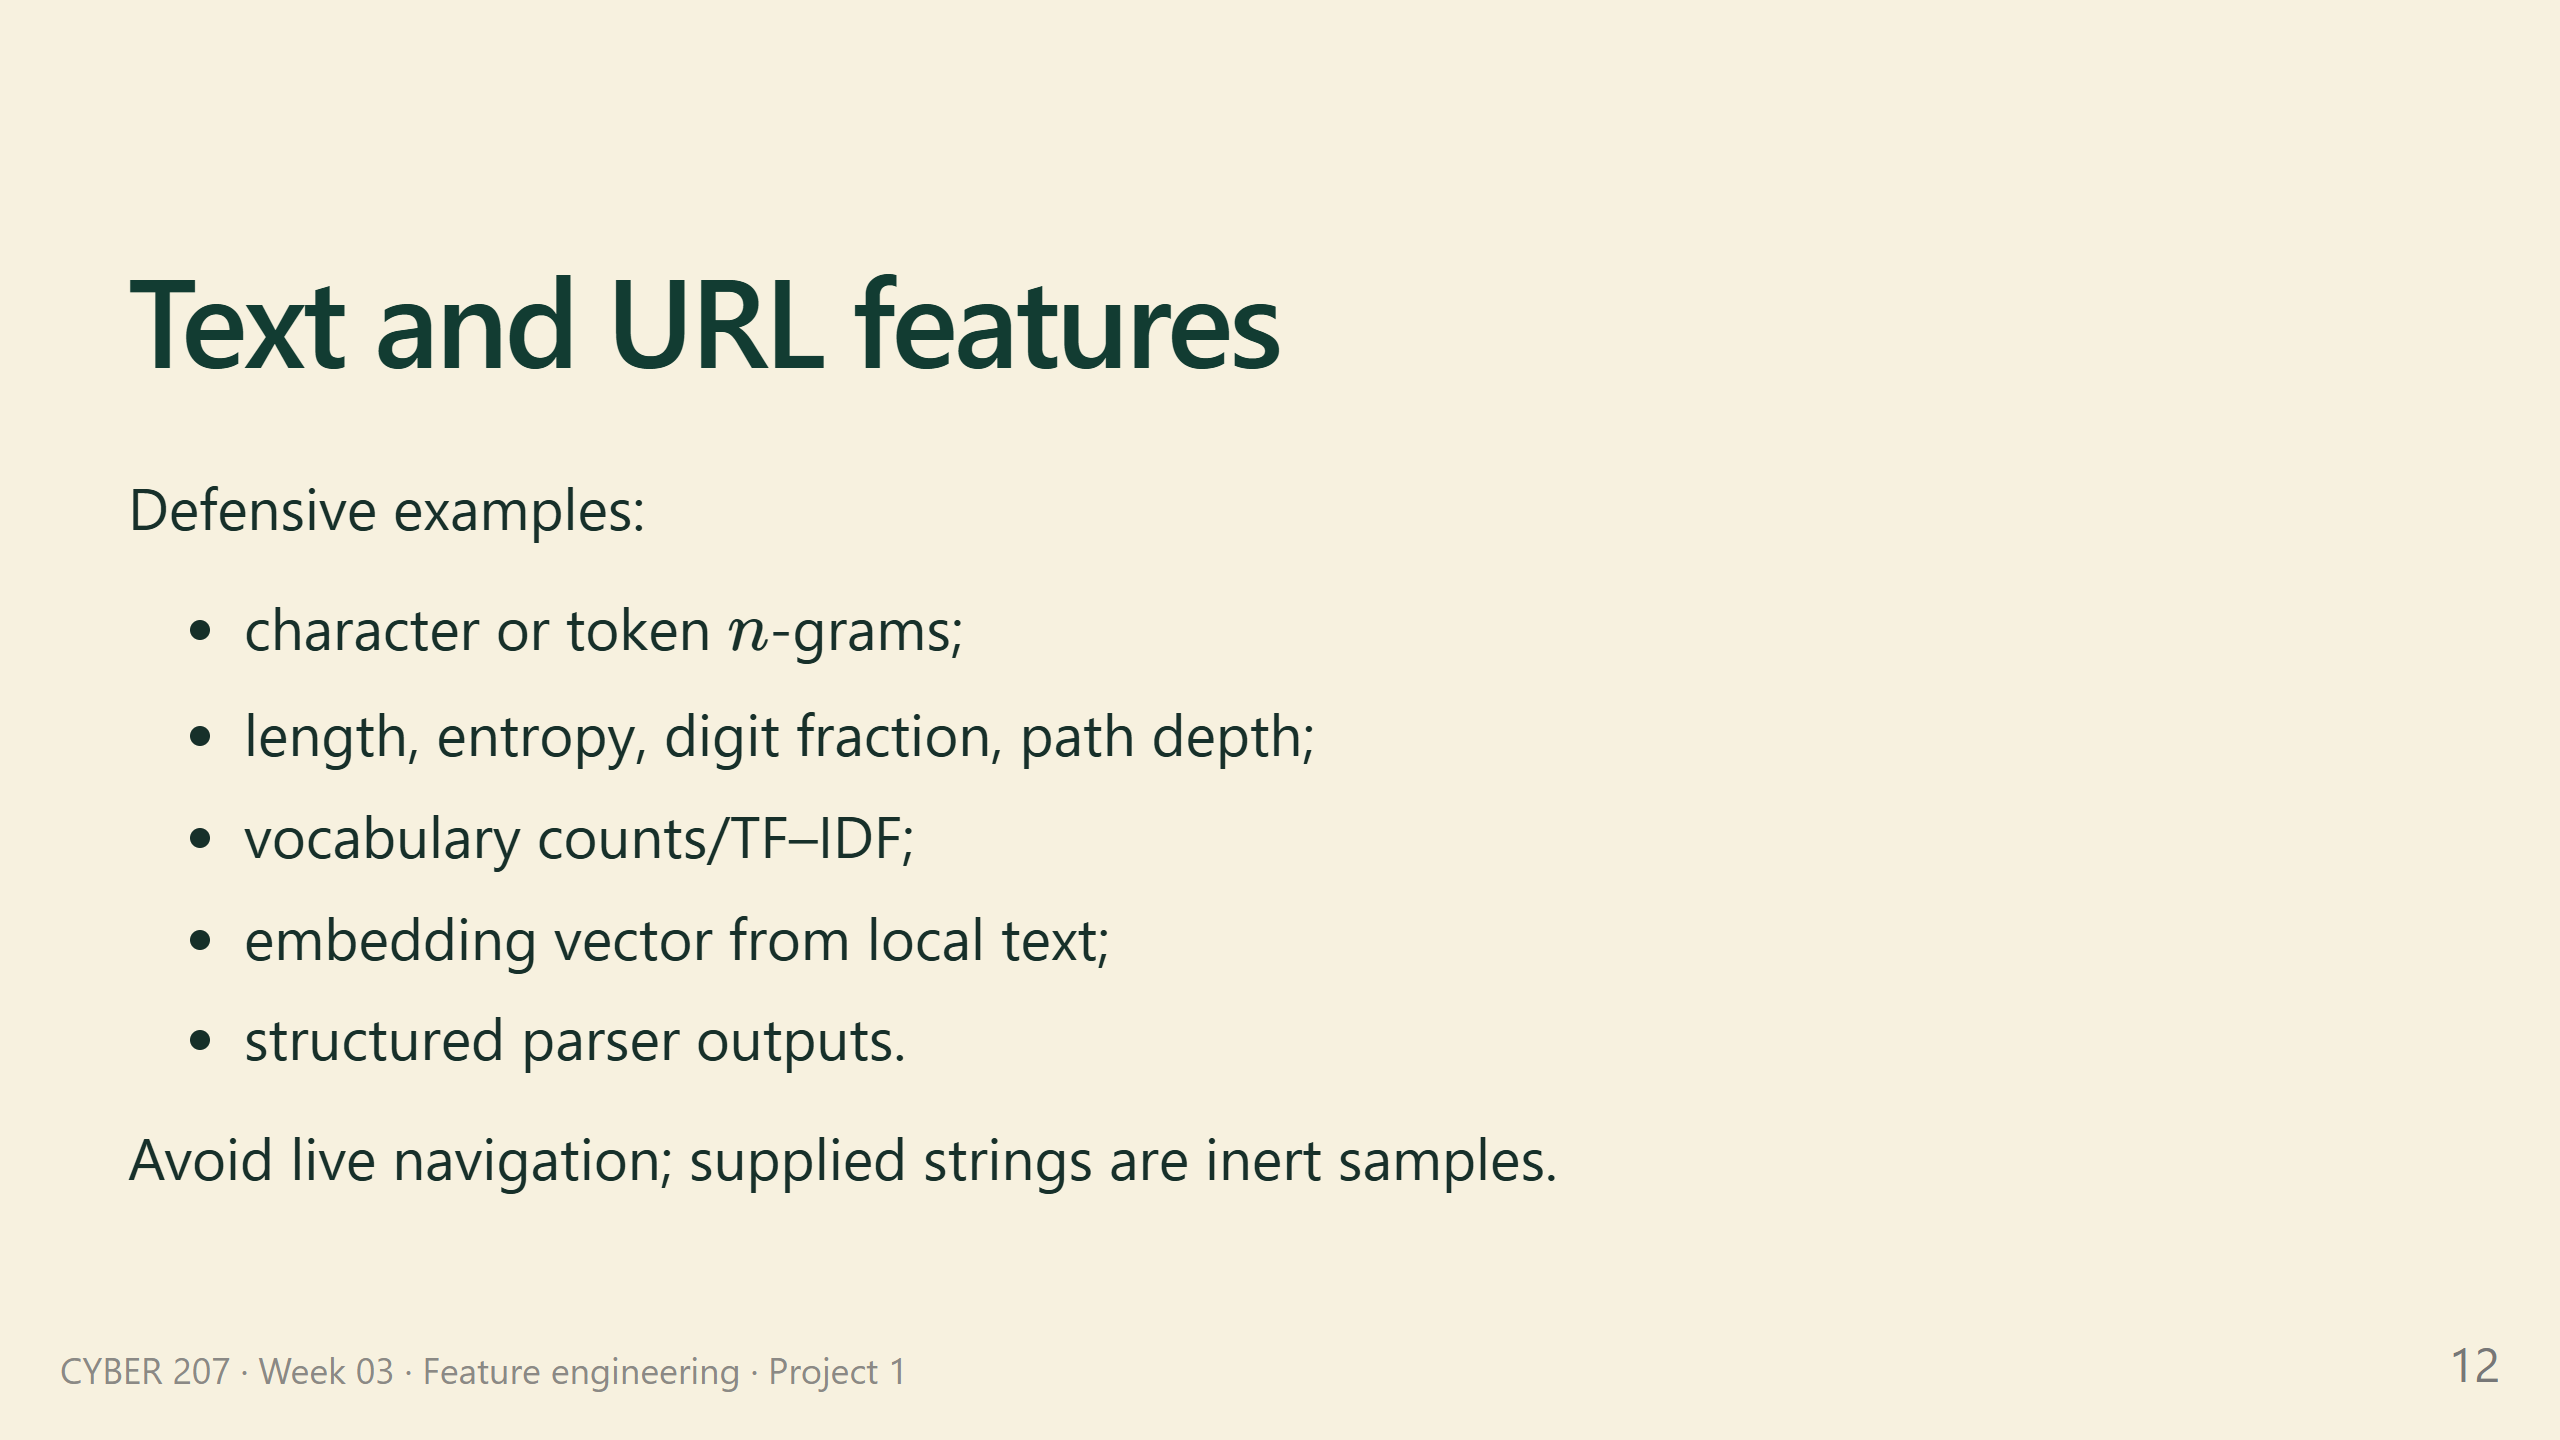 Text and URL features
Defensive examples:
• character or token n-grams;
• length, entropy, digit fraction, path depth;
• vocabulary counts/TF–IDF;
• embedding vector from local text;
• structured parser outputs.
Avoid live navigation; supplied strings are inert samples.
CYBER 207 · Week 03 · Feature engineering · Project 1
12